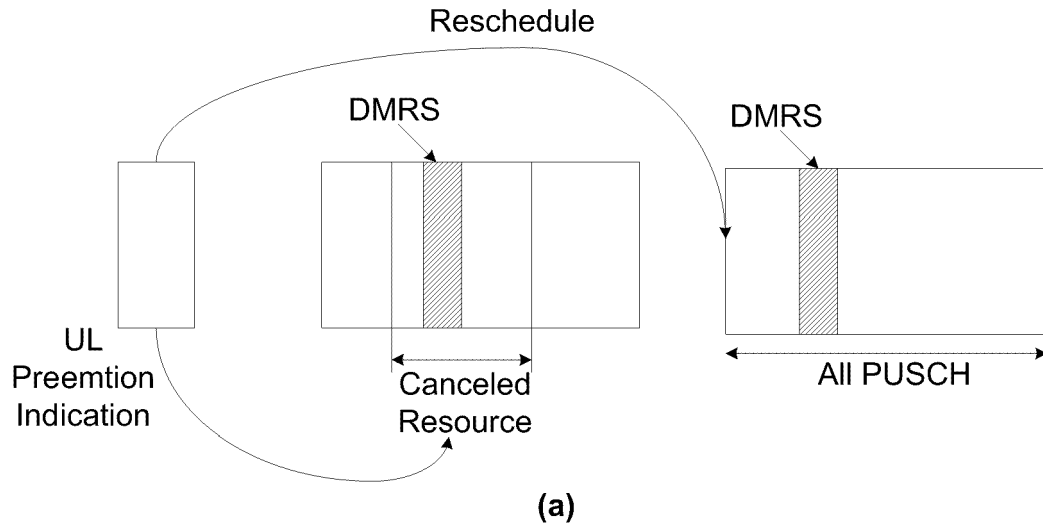 Reschedule
DMRS
DMRS
UL
Preemtion
Indication
Canceled
Resource
All PUSCH
(a)